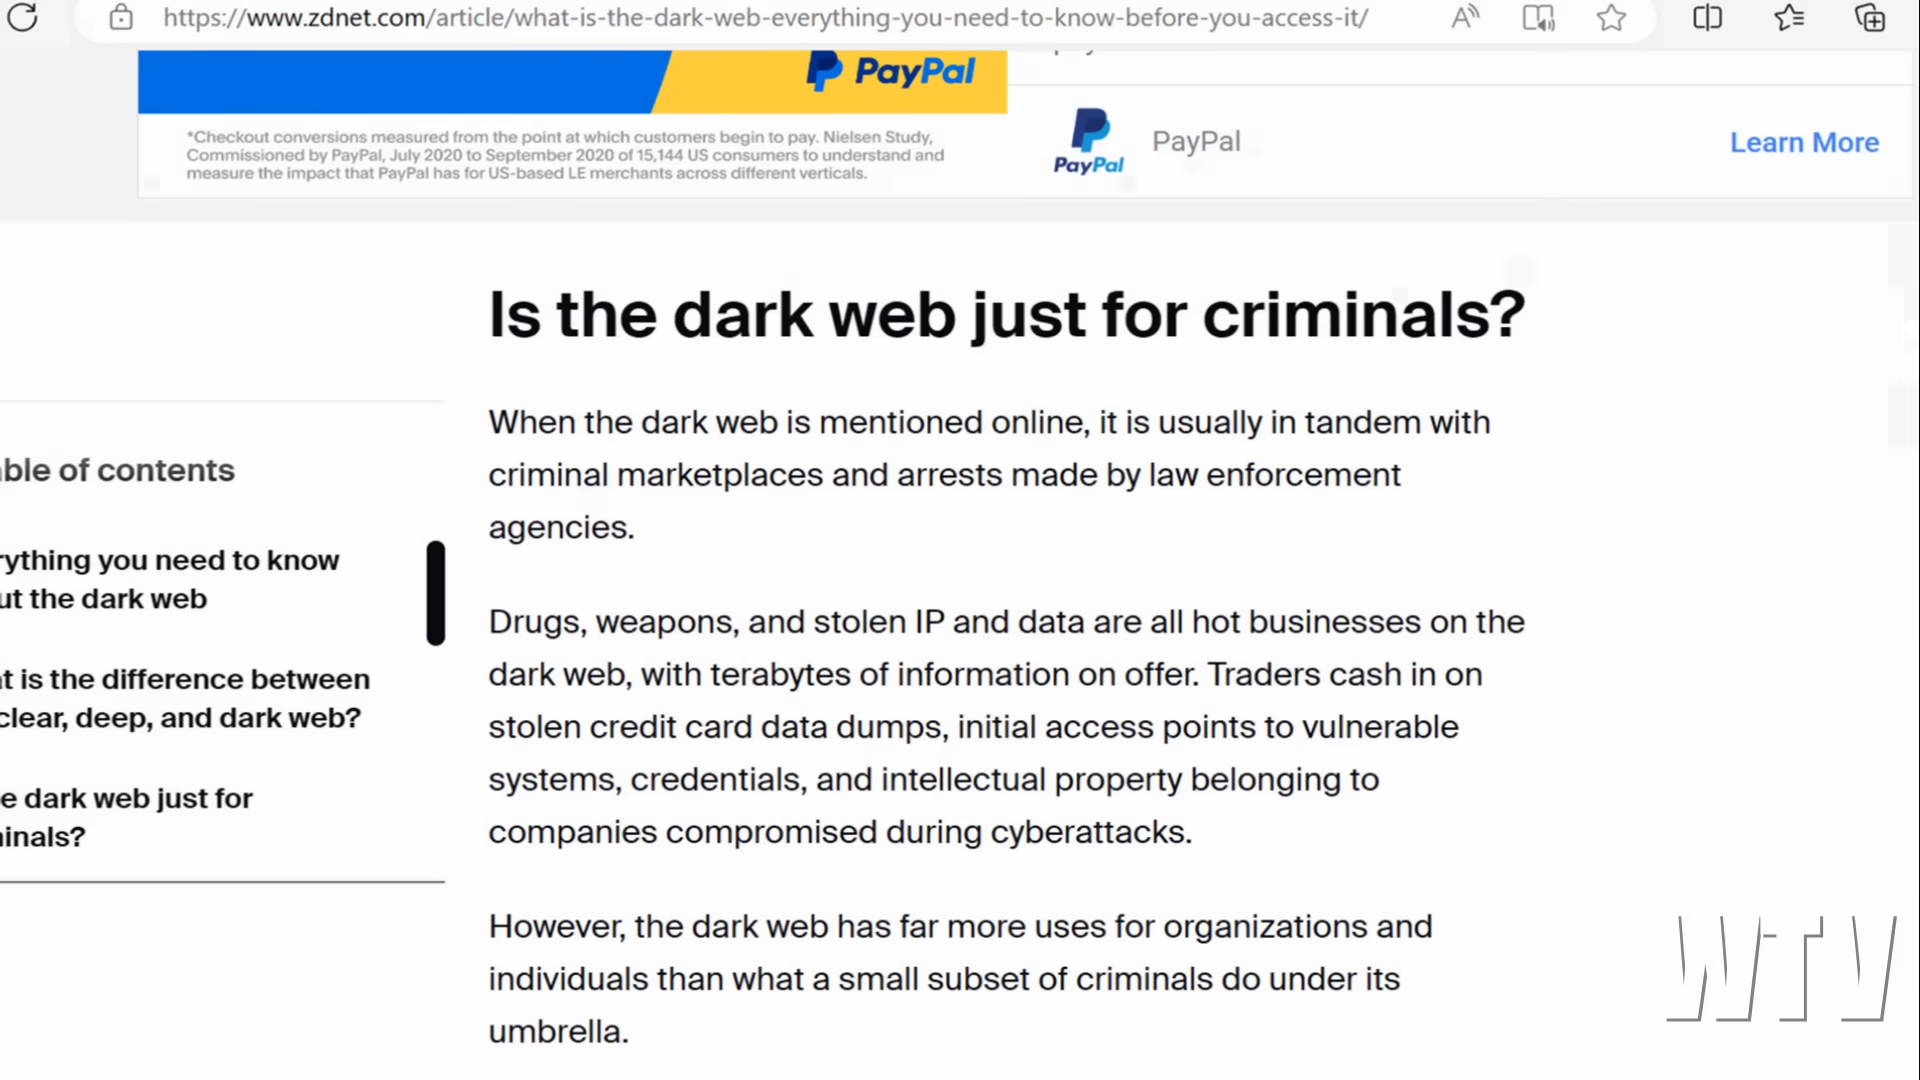 https://www.zdnet.com/article/what-is-the-dark-web-everything-you-need-to-know-before-you-access-it/
PayPal
*Checkout conversions measured from the point at which customers begin to pay. Nielsen Study,
Commissioned by PayPal, July 2020 to September 2020 of 15,144 US consumers to understand and
measure the impact that PayPal has for US-based LE merchants across different verticals.
PayPal
PayPal
Learn More
Is the dark web just for criminals?
When the dark web is mentioned online, it is usually in tandem with
criminal marketplaces and arrests made by law enforcement
agencies.
Drugs, weapons, and stolen IP and data are all hot businesses on the
dark web, with terabytes of information on offer. Traders cash in on
stolen credit card data dumps, initial access points to vulnerable
systems, credentials, and intellectual property belonging to
companies compromised during cyberattacks.
However, the dark web has far more uses for organizations and
individuals than what a small subset of criminals do under its
umbrella.
ble of contents
rything you need to know
ut the dark web
t is the difference between
clear, deep, and dark web?
e dark web just for
inals?
WTV